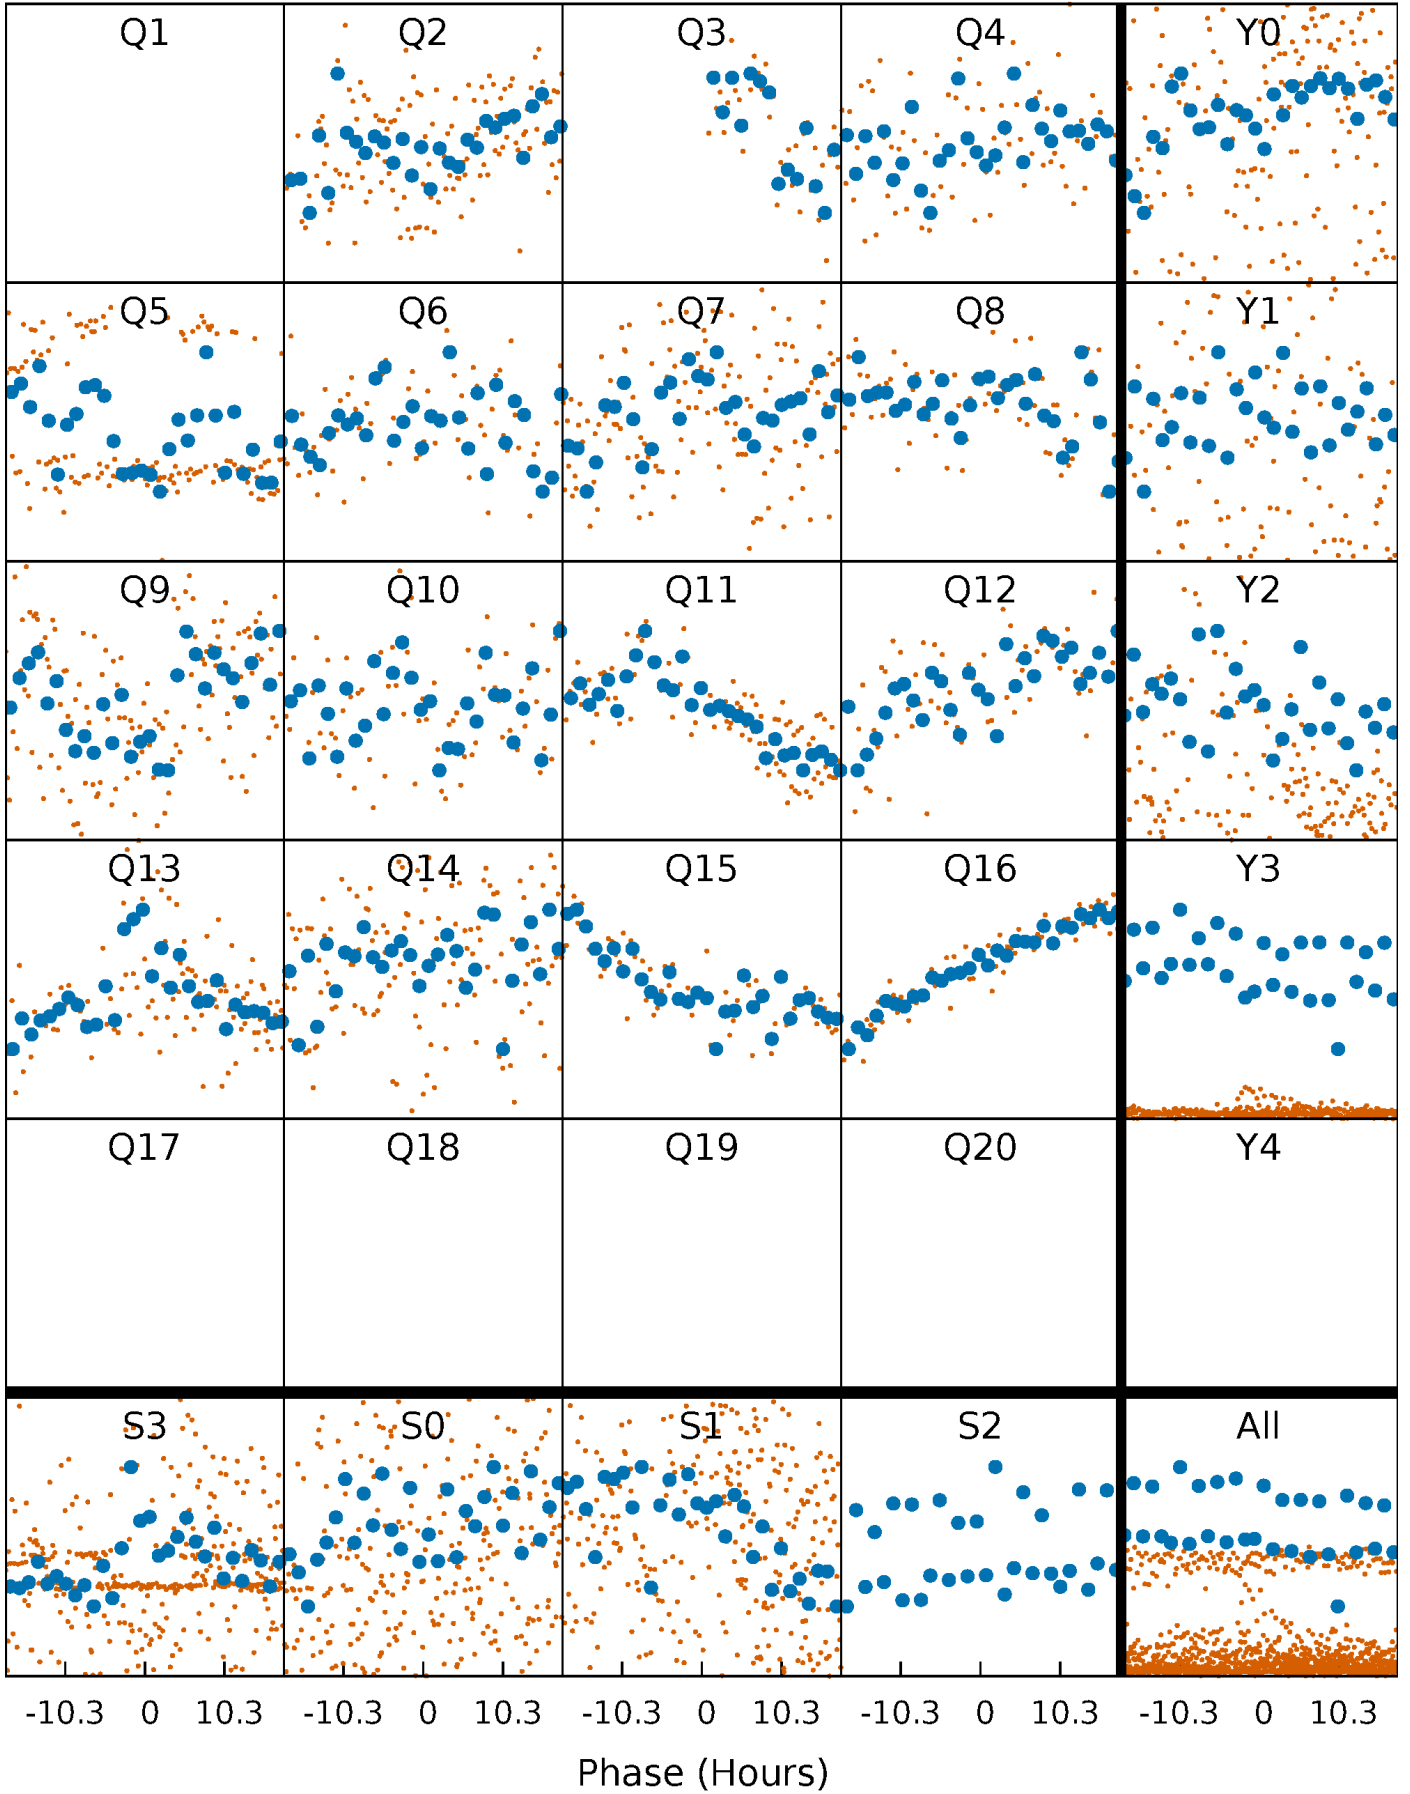 Q1 Q2 Q3 Q4 Y0
Q5 Q6 Q7 Q8 Y1
Q9 Q10 Q11 Q12 Y2
Q13 Q14 Q15 Q16 Y3
Q17 Q18 Q19 Q20 Y4
S3 S0 S1 S2 All
-10.3 0 10.3 -10.3 0 10.3 -10.3 0 10.3 -10.3 0 10.3 -10.3 0 10.3
Phase (Hours)